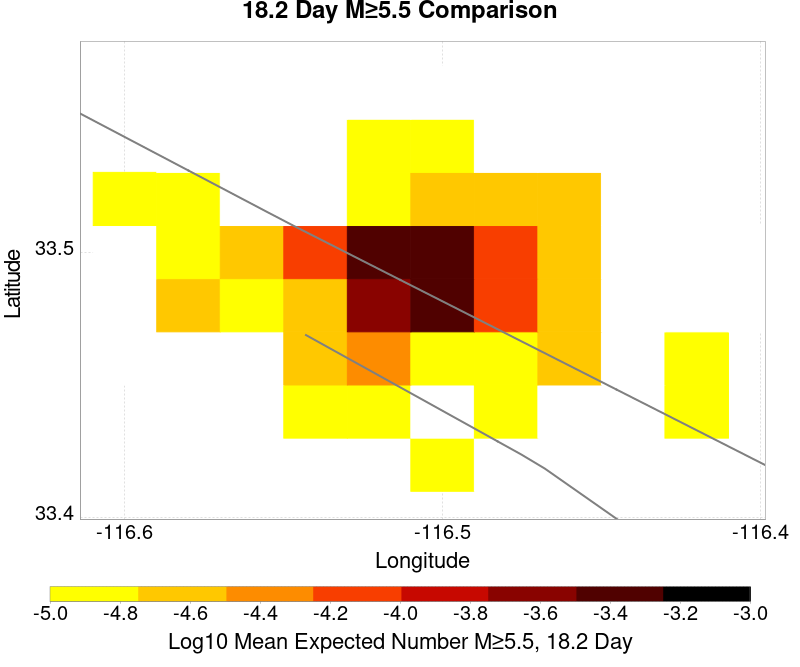 18.2 Day M≥5.5 Comparison
Latitude
33.5
33.4
-116.6 -116.5 -116.4
Longitude
-5.0 -4.8 -4.6 -4.4 -4.2 -4.0 -3.8 -3.6 -3.4 -3.2 -3.0
Log10 Mean Expected Number M≥5.5, 18.2 Day